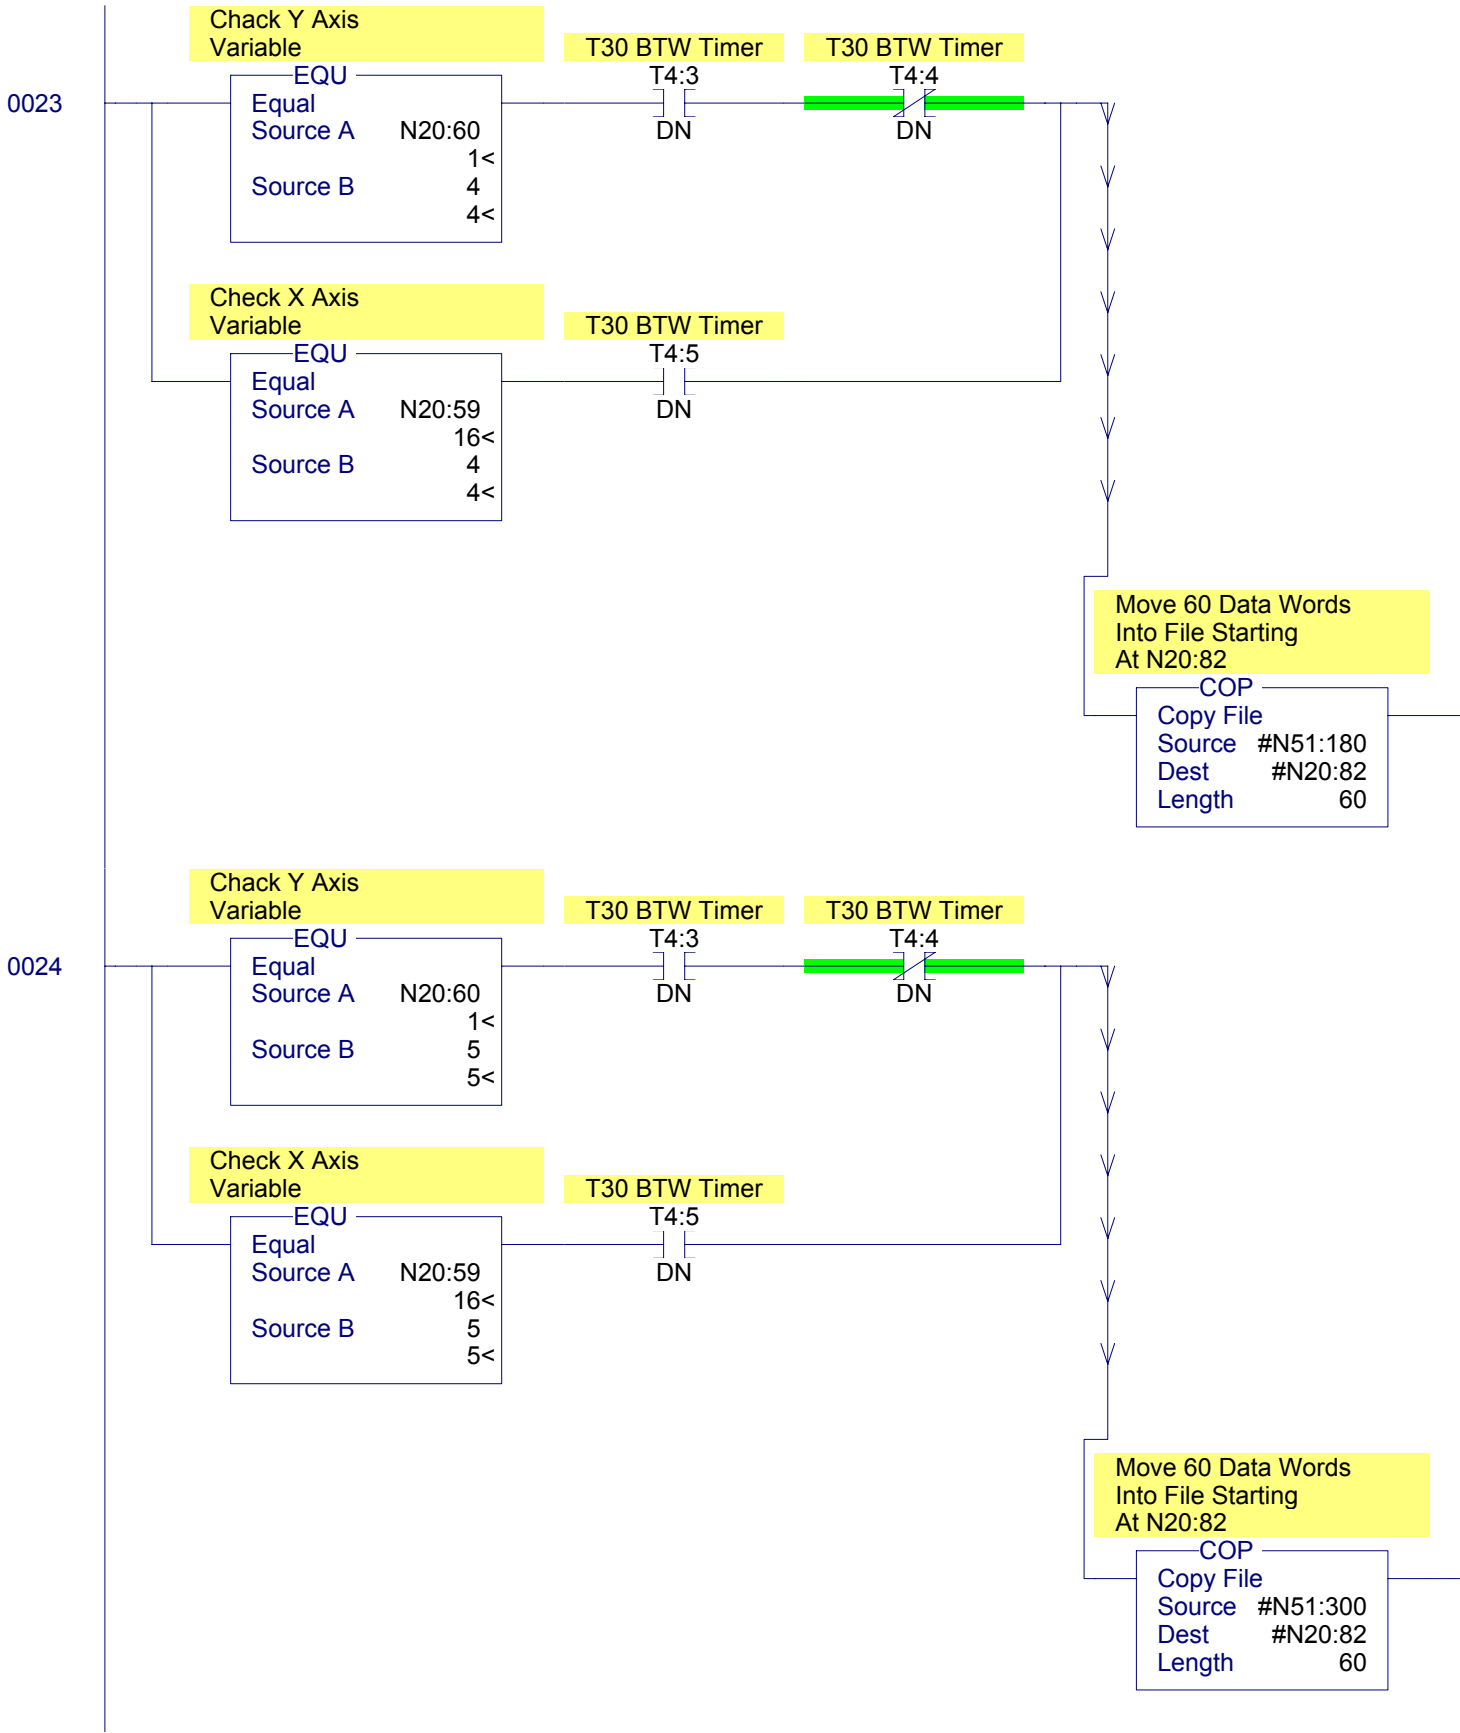 Chack Y Axis
Variable
T30 BTW Timer
T30 BTW Timer
EQU
T4:3
T4:4
0023
Equal
Source A N20:60
DN
DN
1<
Source B 4
4<
Check X Axis
Variable
T30 BTW Timer
EQU
T4:5
Equal
Source A N20:59
DN
16<
Source B 4
4<
Move 60 Data Words
Into File Starting
At N20:82
COP
Copy File
Source #N51:180
Dest #N20:82
Length 60
Chack Y Axis
Variable
T30 BTW Timer
T30 BTW Timer
EQU
T4:3
T4:4
0024
Equal
Source A N20:60
DN
DN
1<
Source B 5
5<
Check X Axis
Variable
T30 BTW Timer
EQU
T4:5
Equal
Source A N20:59
DN
16<
Source B 5
5<
Move 60 Data Words
Into File Starting
At N20:82
COP
Copy File
Source #N51:300
Dest #N20:82
Length 60